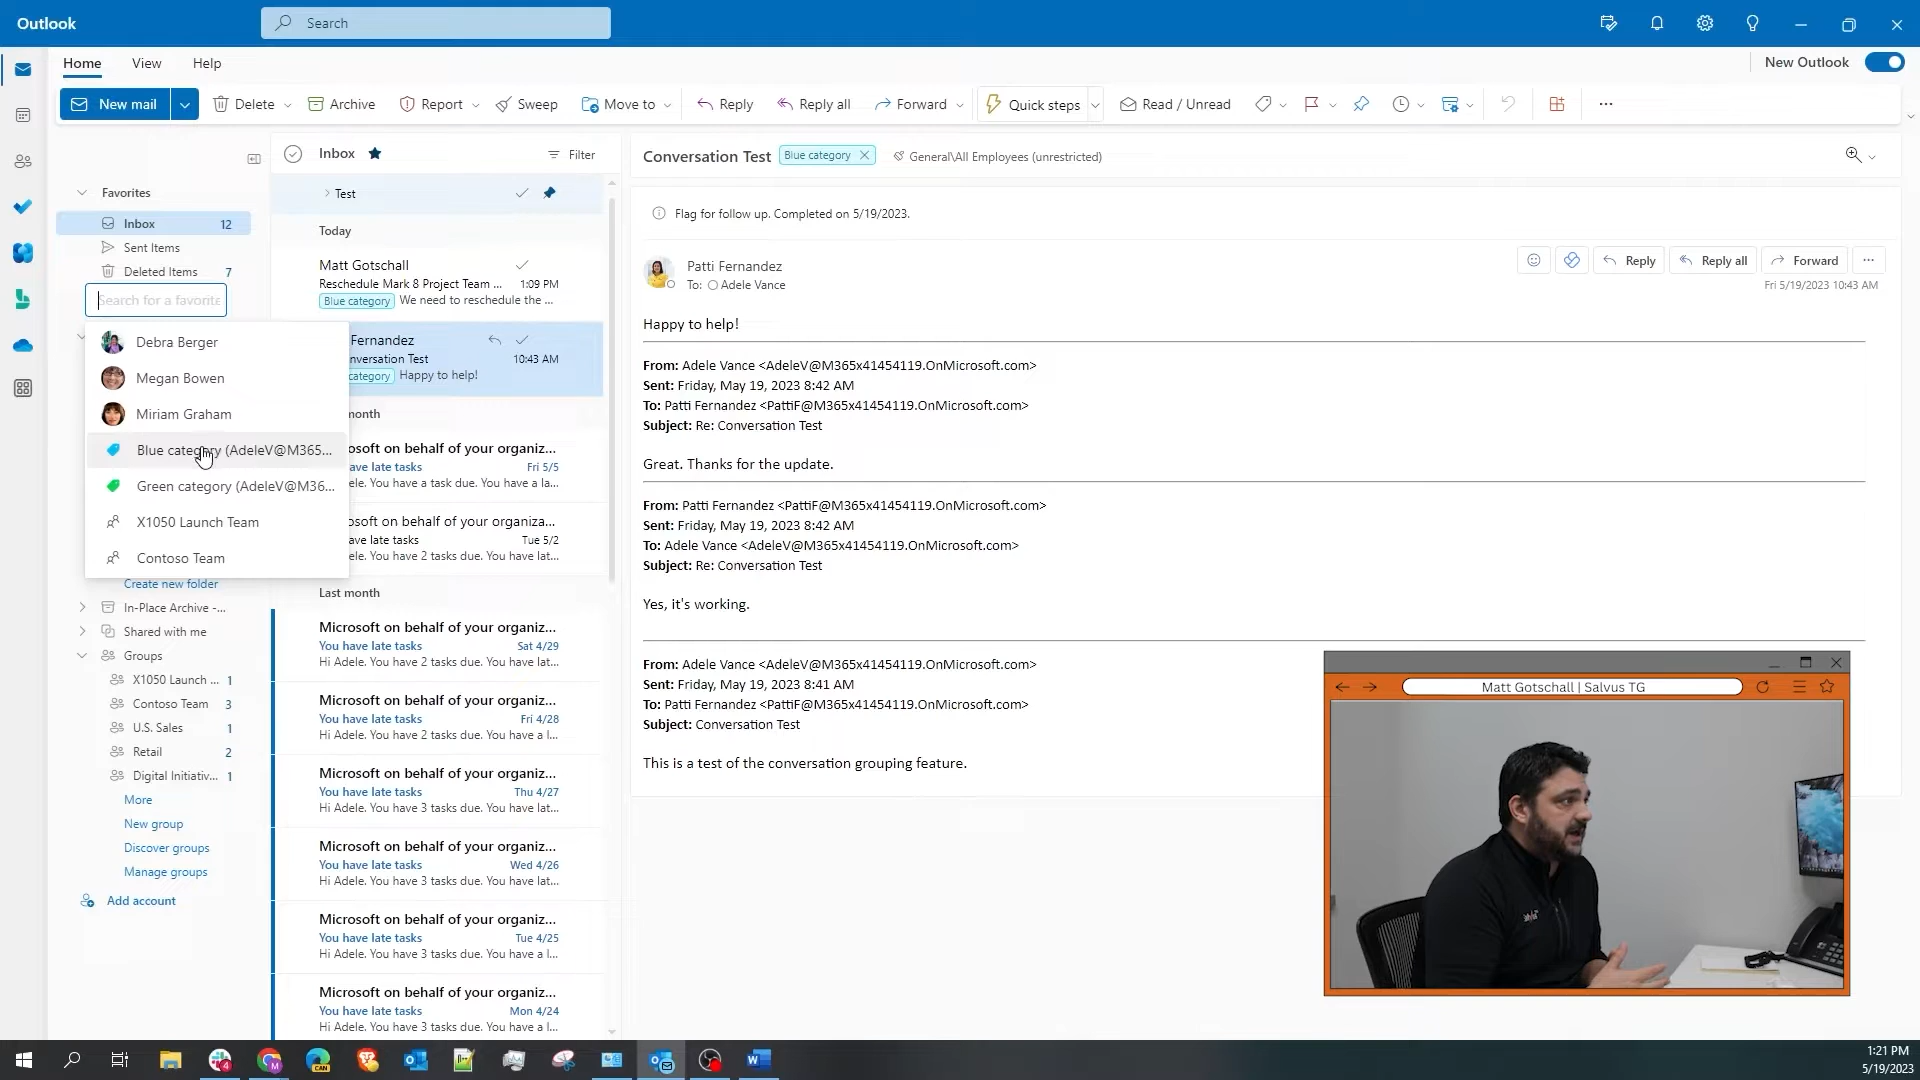 Outlook
Search
Home
View
Help
New Outlook
New mail
Delete
Archive
Report
Sweep
Move to
Reply
Reply all
Forward
Quick steps
Read / Unread
Favorites
Inbox 12
Sent Items
Deleted Items 7
Search for a favorite
Debra Berger
Megan Bowen
Miriam Graham
Blue category (AdeleV@M365...
Green category (AdeleV@M36...
X1050 Launch Team
Contoso Team
Create new folder
In-Place Archive -...
Shared with me
Groups
X1050 Launch ... 1
Contoso Team 3
U.S. Sales 1
Retail 2
Digital Initiativ... 1
More
New group
Discover groups
Manage groups
Add account
Inbox
Filter
Test
Today
Matt Gotschall
Reschedule Mark 8 Project Team ... 1:09 PM
Blue category We need to reschedule the ...
Fernandez
nversation Test 10:43 AM
category Happy to help!
month
osoft on behalf of your organiz...
ave late tasks Fri 5/5
ele. You have a task due. You have a la...
osoft on behalf of your organiza...
ave late tasks Tue 5/2
ele. You have 2 tasks due. You have lat...
Last month
Microsoft on behalf of your organiz...
You have late tasks Sat 4/29
Hi Adele. You have 2 tasks due. You have lat...
Microsoft on behalf of your organiz...
You have late tasks Fri 4/28
Hi Adele. You have 2 tasks due. You have a l...
Microsoft on behalf of your organiz...
You have late tasks Thu 4/27
Hi Adele. You have 3 tasks due. You have lat...
Microsoft on behalf of your organiz...
You have late tasks Wed 4/26
Hi Adele. You have 3 tasks due. You have lat...
Microsoft on behalf of your organiz...
You have late tasks Tue 4/25
Hi Adele. You have 3 tasks due. You have a l...
Microsoft on behalf of your organiz...
You have late tasks Mon 4/24
Hi Adele. You have 3 tasks due. You have a l...
Conversation Test Blue category General\All Employees (unrestricted)
Flag for follow up. Completed on 5/19/2023.
Patti Fernandez
To: Adele Vance
Reply
Reply all
Forward
Fri 5/19/2023 10:43 AM
Happy to help!
From: Adele Vance <AdeleV@M365x41454119.OnMicrosoft.com>
Sent: Friday, May 19, 2023 8:42 AM
To: Patti Fernandez <PattiF@M365x41454119.OnMicrosoft.com>
Subject: Re: Conversation Test
Great. Thanks for the update.
From: Patti Fernandez <PattiF@M365x41454119.OnMicrosoft.com>
Sent: Friday, May 19, 2023 8:42 AM
To: Adele Vance <AdeleV@M365x41454119.OnMicrosoft.com>
Subject: Re: Conversation Test
Yes, it's working.
From: Adele Vance <AdeleV@M365x41454119.OnMicrosoft.com>
Sent: Friday, May 19, 2023 8:41 AM
To: Patti Fernandez <PattiF@M365x41454119.OnMicrosoft.com>
Subject: Conversation Test
This is a test of the conversation grouping feature.
Matt Gotschall | Salvus TG
4
CAN
1:21 PM
5/19/2023